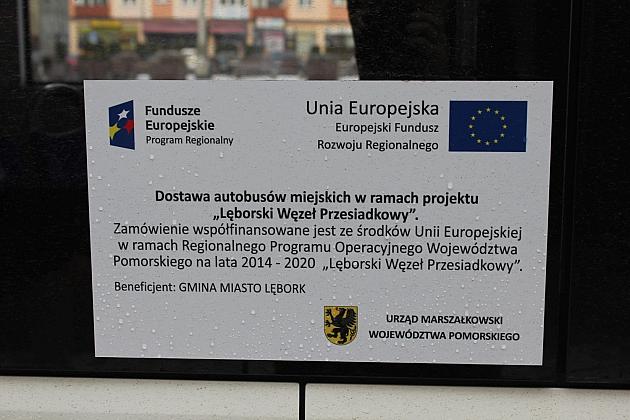 Fundusze
Europejskie
Program Regionalny
Unia Europejska
Europejski Fundusz
Rozwoju Regionalnego
Dostawa autobusów miejskich w ramach projektu
„Lęborski Węzeł Przesiadkowy”.
Zamówienie współfinansowane jest ze środków Unii Europejskiej
w ramach Regionalnego Programu Operacyjnego Województwa
Pomorskiego na lata 2014 - 2020 „Lęborski Węzeł Przesiadkowy”.
Beneficjent: GMINA MIASTO LĘBORK
URZĄD MARSZAŁKOWSKI
WOJEWÓDZTWA POMORSKIEGO